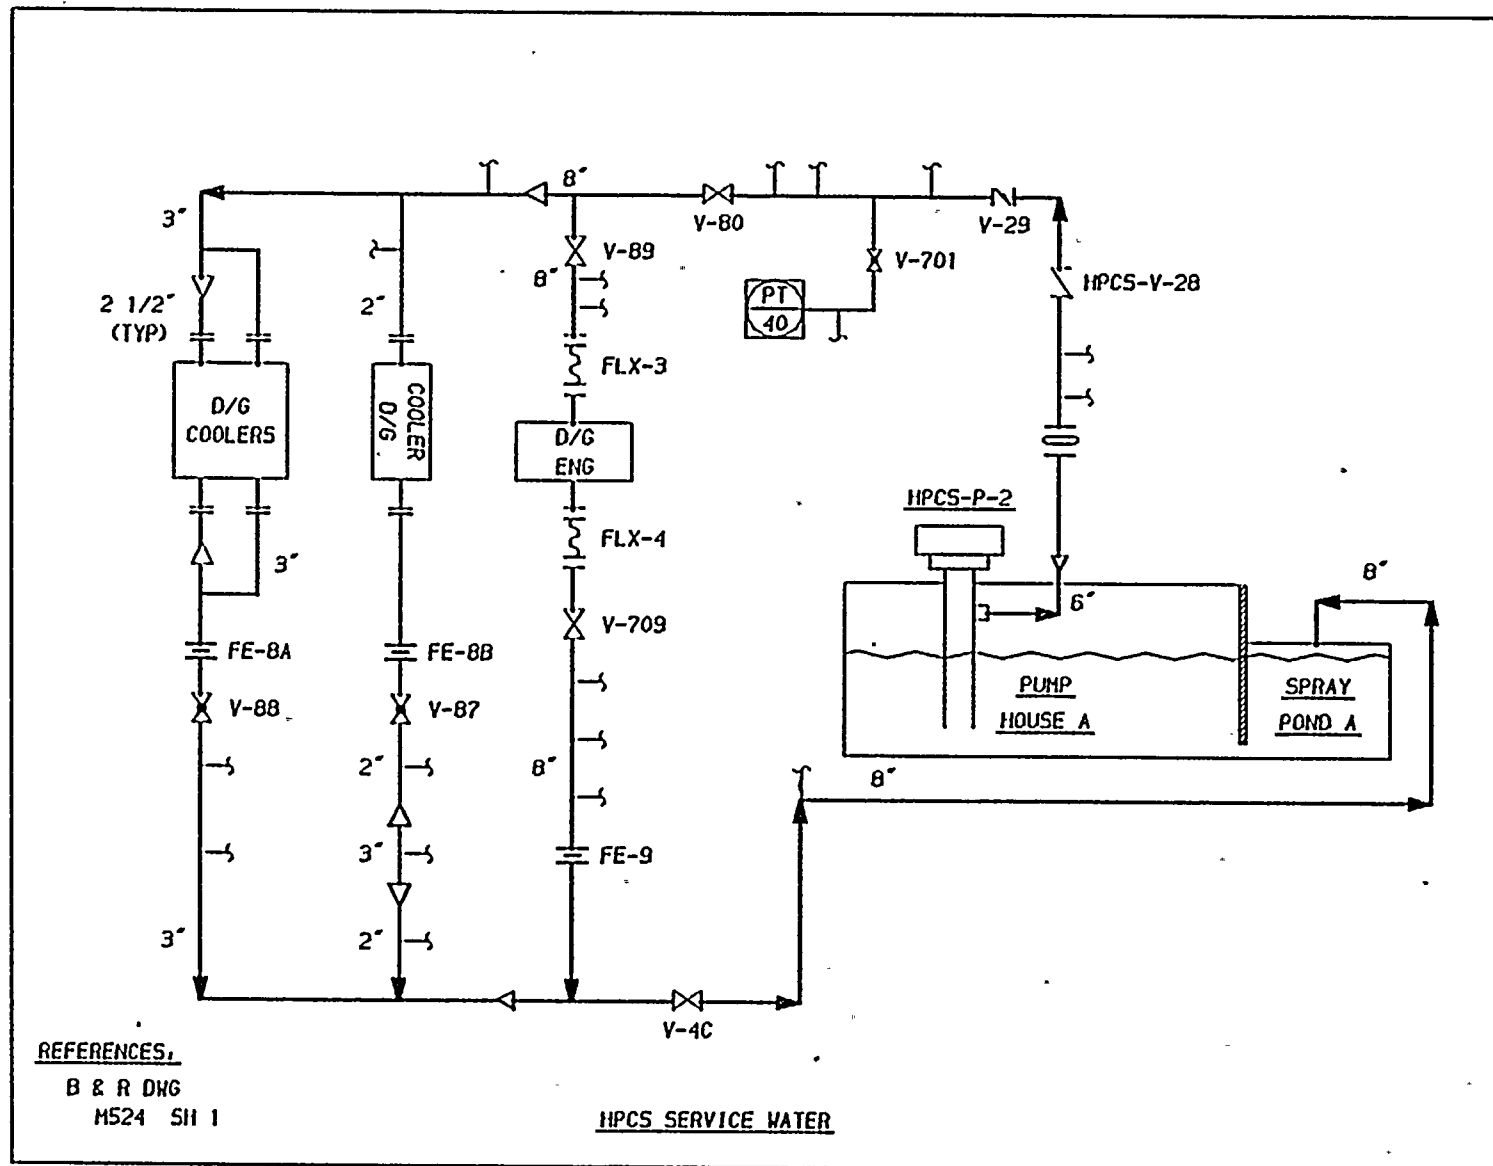 8"
3"
V-80
V-29
V-89
8"
V-701
HPCS-V-28
2 1/2"
(TYP)
2"
PT
40
FLX-3
D/G
COOLERS
COOLER
D/G
D/G
ENG
HPCS-P-2
FLX-4
3"
8"
6"
V-709
FE-8A
FE-8B
PUMP
HOUSE A
SPRAY
POND A
V-88
V-87
2"
8"
8"
3"
FE-9
3"
2"
V-4C
REFERENCES:
B & R DWG
M524 SH 1
HPCS SERVICE WATER